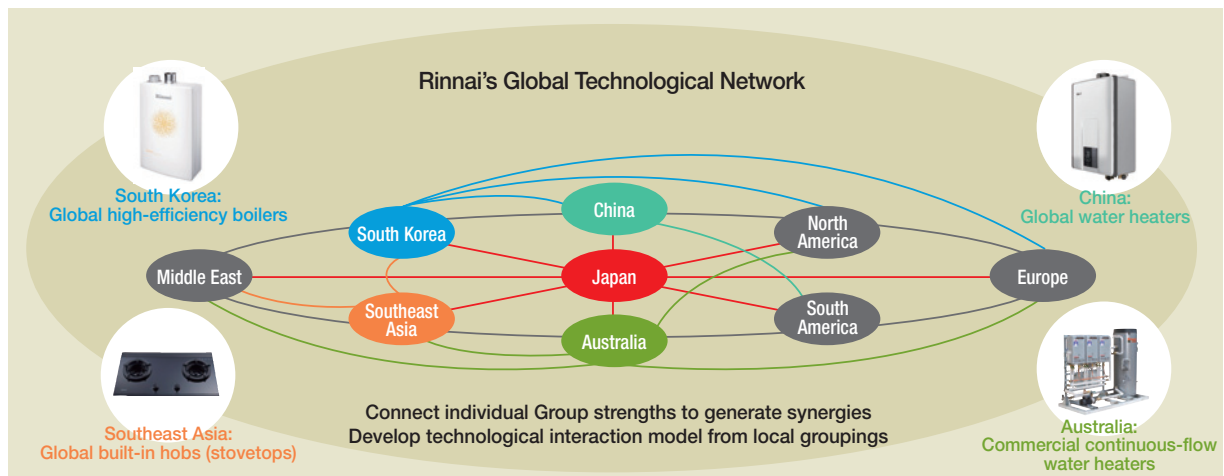 Rinnai's Global Technological Network
South Korea:
Global high-efficiency boilers
China:
Global water heaters
China
South Korea
North
America
Middle East
Japan
Europe
Southeast
Asia
South
America
Australia
Connect individual Group strengths to generate synergies
Develop technological interaction model from local groupings
Southeast Asia:
Global built-in hobs (stovetops)
Australia:
Commercial continuous-flow
water heaters